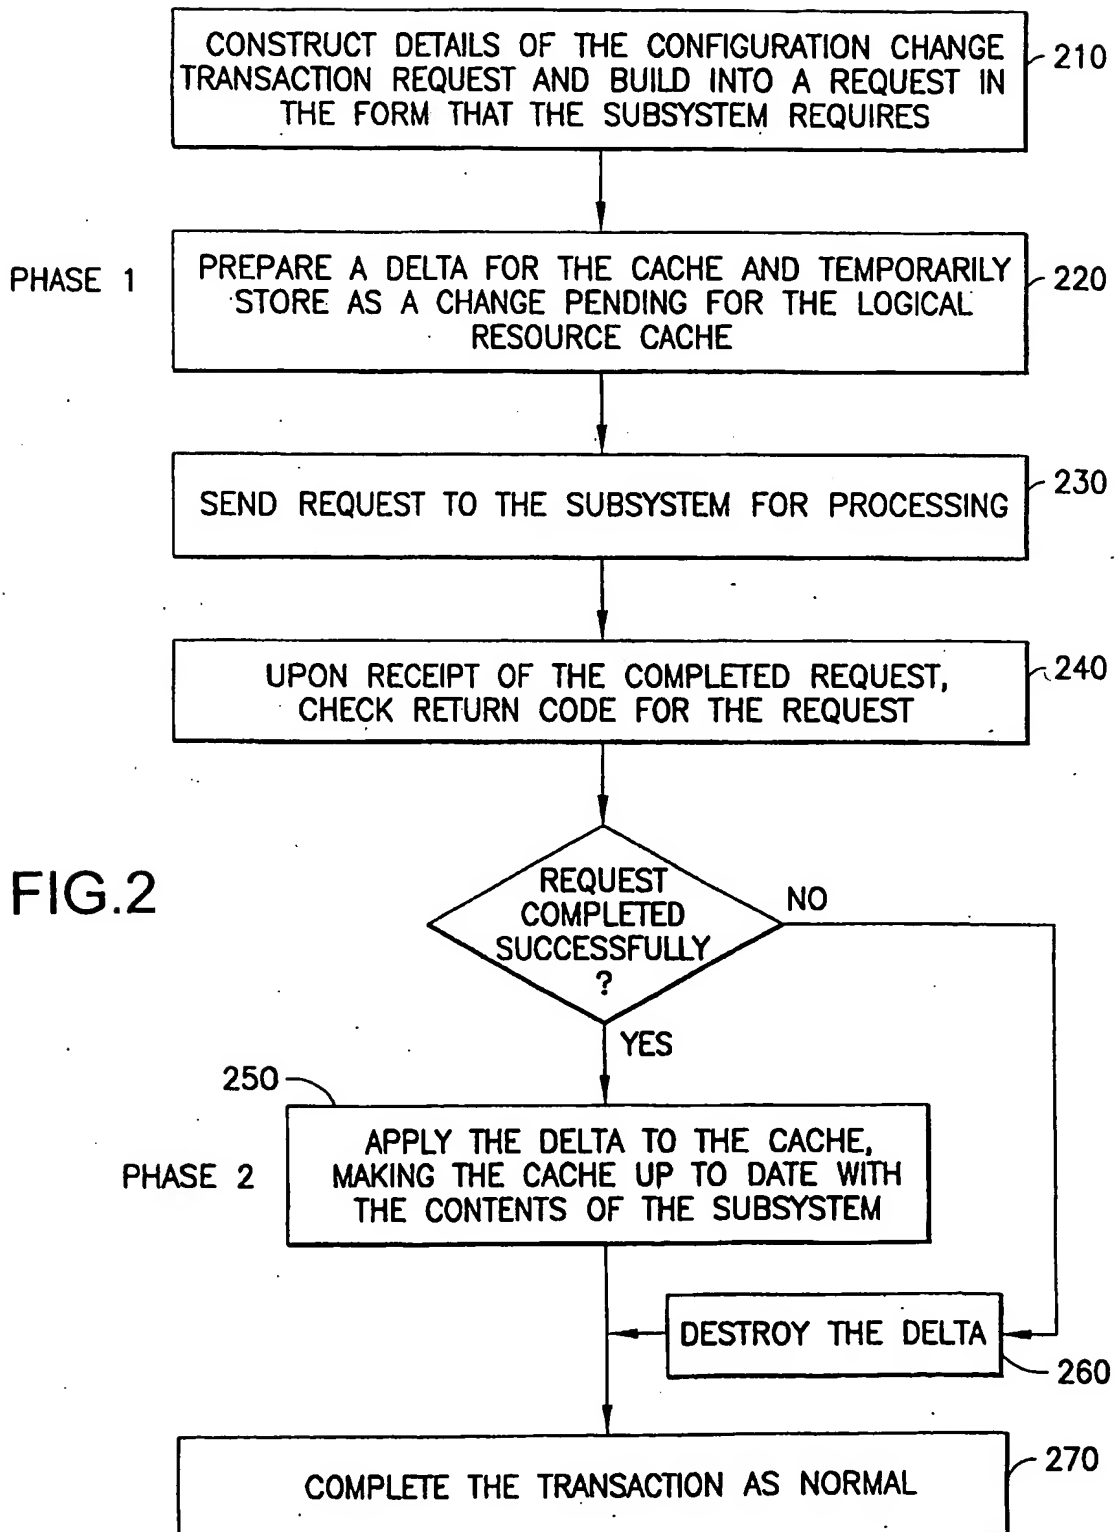 CONSTRUCT DETAILS OF THE CONFIGURATION CHANGE
TRANSACTION REQUEST AND BUILD INTO A REQUEST IN
THE FORM THAT THE SUBSYSTEM REQUIRES
210
PHASE 1
PREPARE A DELTA FOR THE CACHE AND TEMPORARILY
STORE AS A CHANGE PENDING FOR THE LOGICAL
RESOURCE CACHE
220
SEND REQUEST TO THE SUBSYSTEM FOR PROCESSING
230
UPON RECEIPT OF THE COMPLETED REQUEST,
CHECK RETURN CODE FOR THE REQUEST
240
FIG.2
REQUEST
COMPLETED
SUCCESSFULLY
?
NO
YES
250
PHASE 2
APPLY THE DELTA TO THE CACHE,
MAKING THE CACHE UP TO DATE WITH
THE CONTENTS OF THE SUBSYSTEM
DESTROY THE DELTA
260
COMPLETE THE TRANSACTION AS NORMAL
270